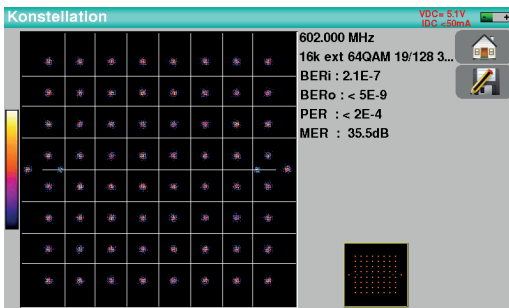 Konstellation
VDC= 5.1V
IDC <50mA
602.000 MHz
16k ext 64QAM 19/128 3...
BERi : 2.1E-7
BERo : < 5E-9
PER : < 2E-4
MER : 35.5dB